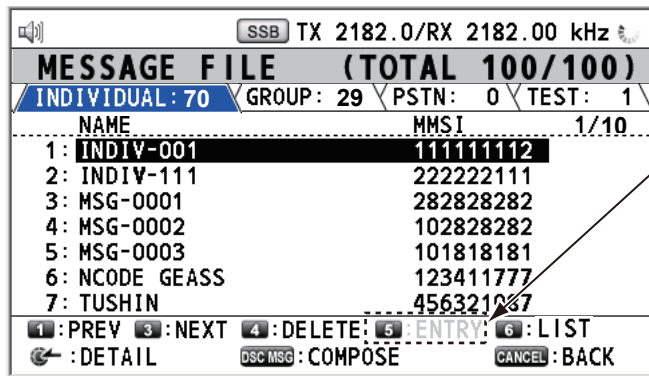 SSB TX 2182.0/RX 2182.00 kHz
MESSAGE FILE (TOTAL 100/100)
INDIVIDUAL: 70 GROUP: 29 PSTN: 0 TEST: 1
NAME MMSI 1/10
1: INDIV-001 111111112
2: INDIV-111 222222111
3: MSG-0001 282828282
4: MSG-0002 102828282
5: MSG-0003 101818181
6: NCODE GEASS 123411777
7: TUSHIN 456321987
1 :PREV 3 :NEXT 4 :DELETE 5 :ENTRY 6 :LIST
:DETAIL DSC MSG :COMPOSE CANCEL :BACK